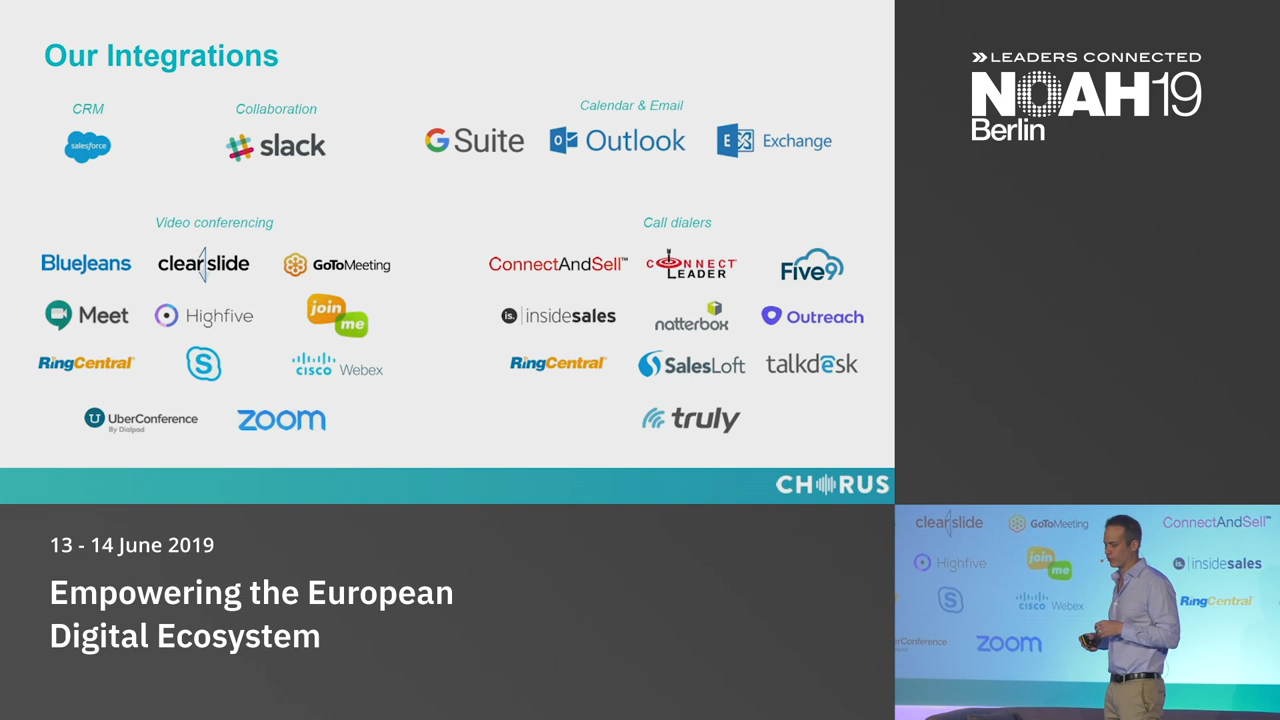 Our Integrations
CRM
Collaboration
Calendar & Email
salesforce
slack
G Suite
Outlook
Exchange
Video conferencing
Call dialers
BlueJeans
clearslide
GoToMeeting
ConnectAndSell™
CONNECT LEADER
Five9
Meet
Highfive
join me
is. insidesales
natterbox
Outreach
RingCentral
S
CISCO Webex
RingCentral
SalesLoft
talkdesk
UberConference
By Dialpad
zoom
truly
CHORUS
13 - 14 June 2019
Empowering the European
Digital Ecosystem
LEADERS CONNECTED
NOAH19
Berlin
clearslide
GoToMeeting
ConnectAndSell™
Highfive
join me
is. insidesales
S
CISCO Webex
RingCentral
Conference
zoom